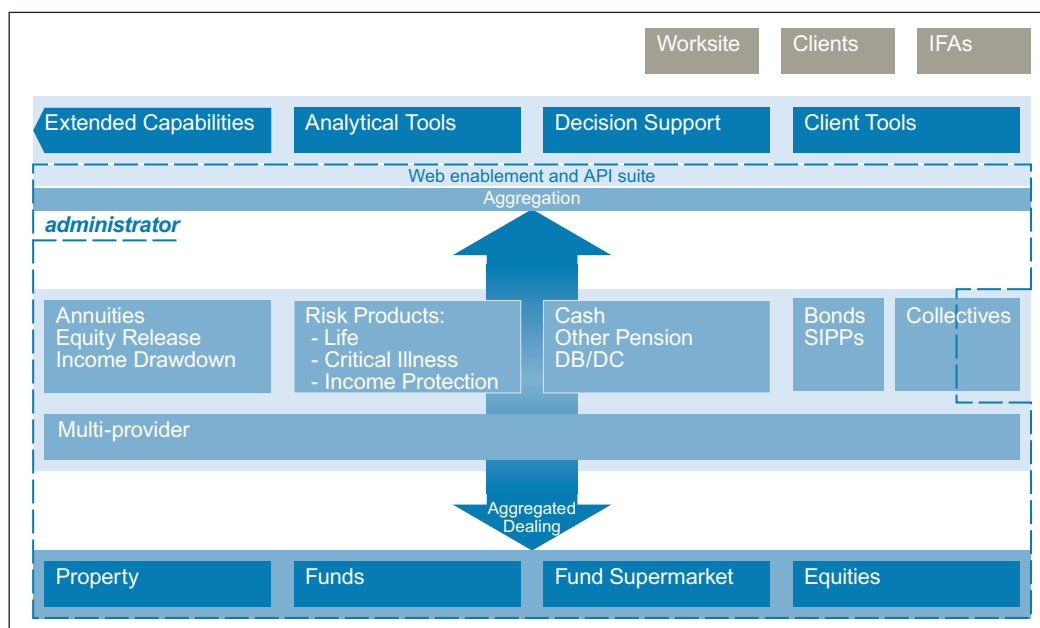 Worksite
Clients
IFAs
Extended Capabilities
Analytical Tools
Decision Support
Client Tools
Web enablement and API suite
Aggregation
administrator
Annuities
Equity Release
Income Drawdown
Risk Products:
- Life
- Critical Illness
- Income Protection
Cash
Other Pension
DB/DC
Bonds
SIPPs
Collectives
Multi-provider
Aggregated
Dealing
Property
Funds
Fund Supermarket
Equities